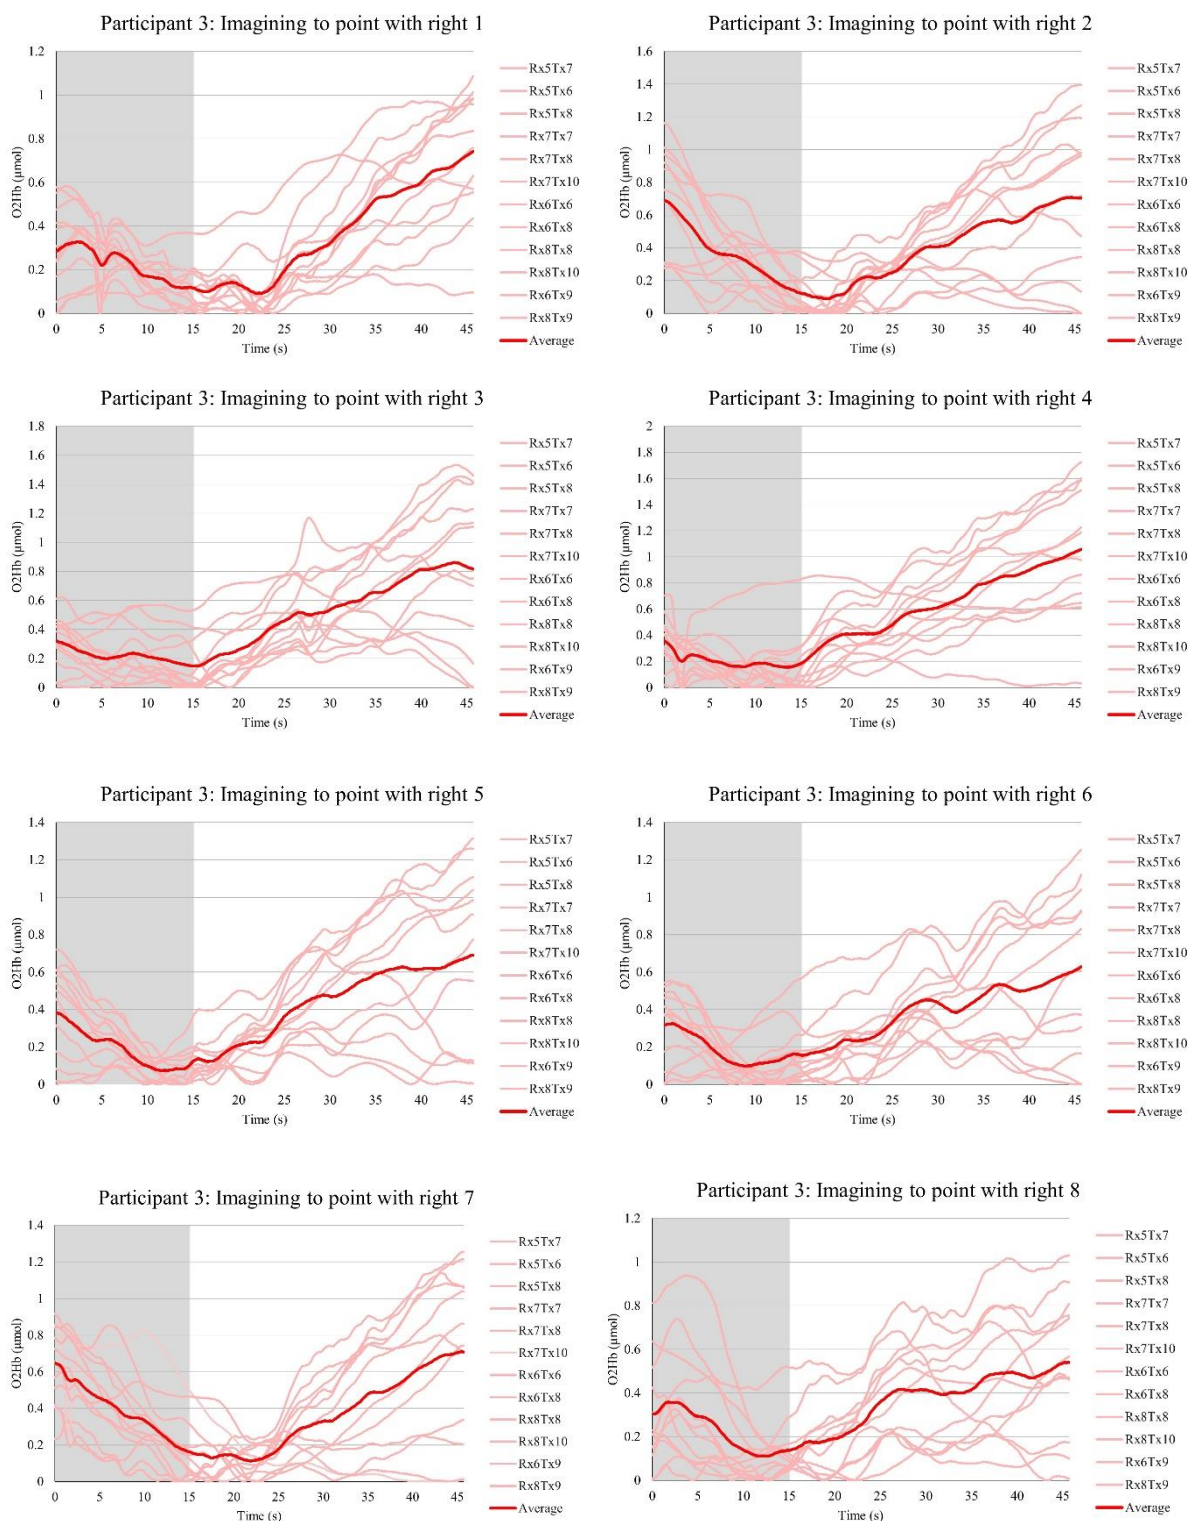 Participant 3: Imagining to point with right 1
O2Hb (µmol)
1.2
1
0.8
0.6
0.4
0.2
0
0 5 10 15 20 25 30 35 40 45
Time (s)
Rx5Tx7
Rx5Tx6
Rx5Tx8
Rx7Tx7
Rx7Tx8
Rx7Tx10
Rx6Tx6
Rx6Tx8
Rx8Tx8
Rx8Tx10
Rx6Tx9
Rx8Tx9
Average
Participant 3: Imagining to point with right 2
O2Hb (µmol)
1.6
1.4
1.2
1
0.8
0.6
0.4
0.2
0
0 5 10 15 20 25 30 35 40 45
Time (s)
Rx5Tx7
Rx5Tx6
Rx5Tx8
Rx7Tx7
Rx7Tx8
Rx7Tx10
Rx6Tx6
Rx6Tx8
Rx8Tx8
Rx8Tx10
Rx6Tx9
Rx8Tx9
Average
Participant 3: Imagining to point with right 3
O2Hb (µmol)
1.8
1.6
1.4
1.2
1
0.8
0.6
0.4
0.2
0
0 5 10 15 20 25 30 35 40 45
Time (s)
Rx5Tx7
Rx5Tx6
Rx5Tx8
Rx7Tx7
Rx7Tx8
Rx7Tx10
Rx6Tx6
Rx6Tx8
Rx8Tx8
Rx8Tx10
Rx6Tx9
Rx8Tx9
Average
Participant 3: Imagining to point with right 4
O2Hb (µmol)
2
1.8
1.6
1.4
1.2
1
0.8
0.6
0.4
0.2
0
0 5 10 15 20 25 30 35 40 45
Time (s)
Rx5Tx7
Rx5Tx6
Rx5Tx8
Rx7Tx7
Rx7Tx8
Rx7Tx10
Rx6Tx6
Rx6Tx8
Rx8Tx8
Rx8Tx10
Rx6Tx9
Rx8Tx9
Average
Participant 3: Imagining to point with right 5
O2Hb (µmol)
1.4
1.2
1
0.8
0.6
0.4
0.2
0
0 5 10 15 20 25 30 35 40 45
Time (s)
Rx5Tx7
Rx5Tx6
Rx5Tx8
Rx7Tx7
Rx7Tx8
Rx7Tx10
Rx6Tx6
Rx6Tx8
Rx8Tx8
Rx8Tx10
Rx6Tx9
Rx8Tx9
Average
Participant 3: Imagining to point with right 6
O2Hb (µmol)
1.4
1.2
1
0.8
0.6
0.4
0.2
0
0 5 10 15 20 25 30 35 40 45
Time (s)
Rx5Tx7
Rx5Tx6
Rx5Tx8
Rx7Tx7
Rx7Tx8
Rx7Tx10
Rx6Tx6
Rx6Tx8
Rx8Tx8
Rx8Tx10
Rx6Tx9
Rx8Tx9
Average
Participant 3: Imagining to point with right 7
O2Hb (µmol)
1.4
1.2
1
0.8
0.6
0.4
0.2
0
0 5 10 15 20 25 30 35 40 45
Time (s)
Rx5Tx7
Rx5Tx6
Rx5Tx8
Rx7Tx7
Rx7Tx8
Rx7Tx10
Rx6Tx6
Rx6Tx8
Rx8Tx8
Rx8Tx10
Rx6Tx9
Rx8Tx9
Average
Participant 3: Imagining to point with right 8
O2Hb (µmol)
1.2
1
0.8
0.6
0.4
0.2
0
0 5 10 15 20 25 30 35 40 45
Time (s)
Rx5Tx7
Rx5Tx6
Rx5Tx8
Rx7Tx7
Rx7Tx8
Rx7Tx10
Rx6Tx6
Rx6Tx8
Rx8Tx8
Rx8Tx10
Rx6Tx9
Rx8Tx9
Average